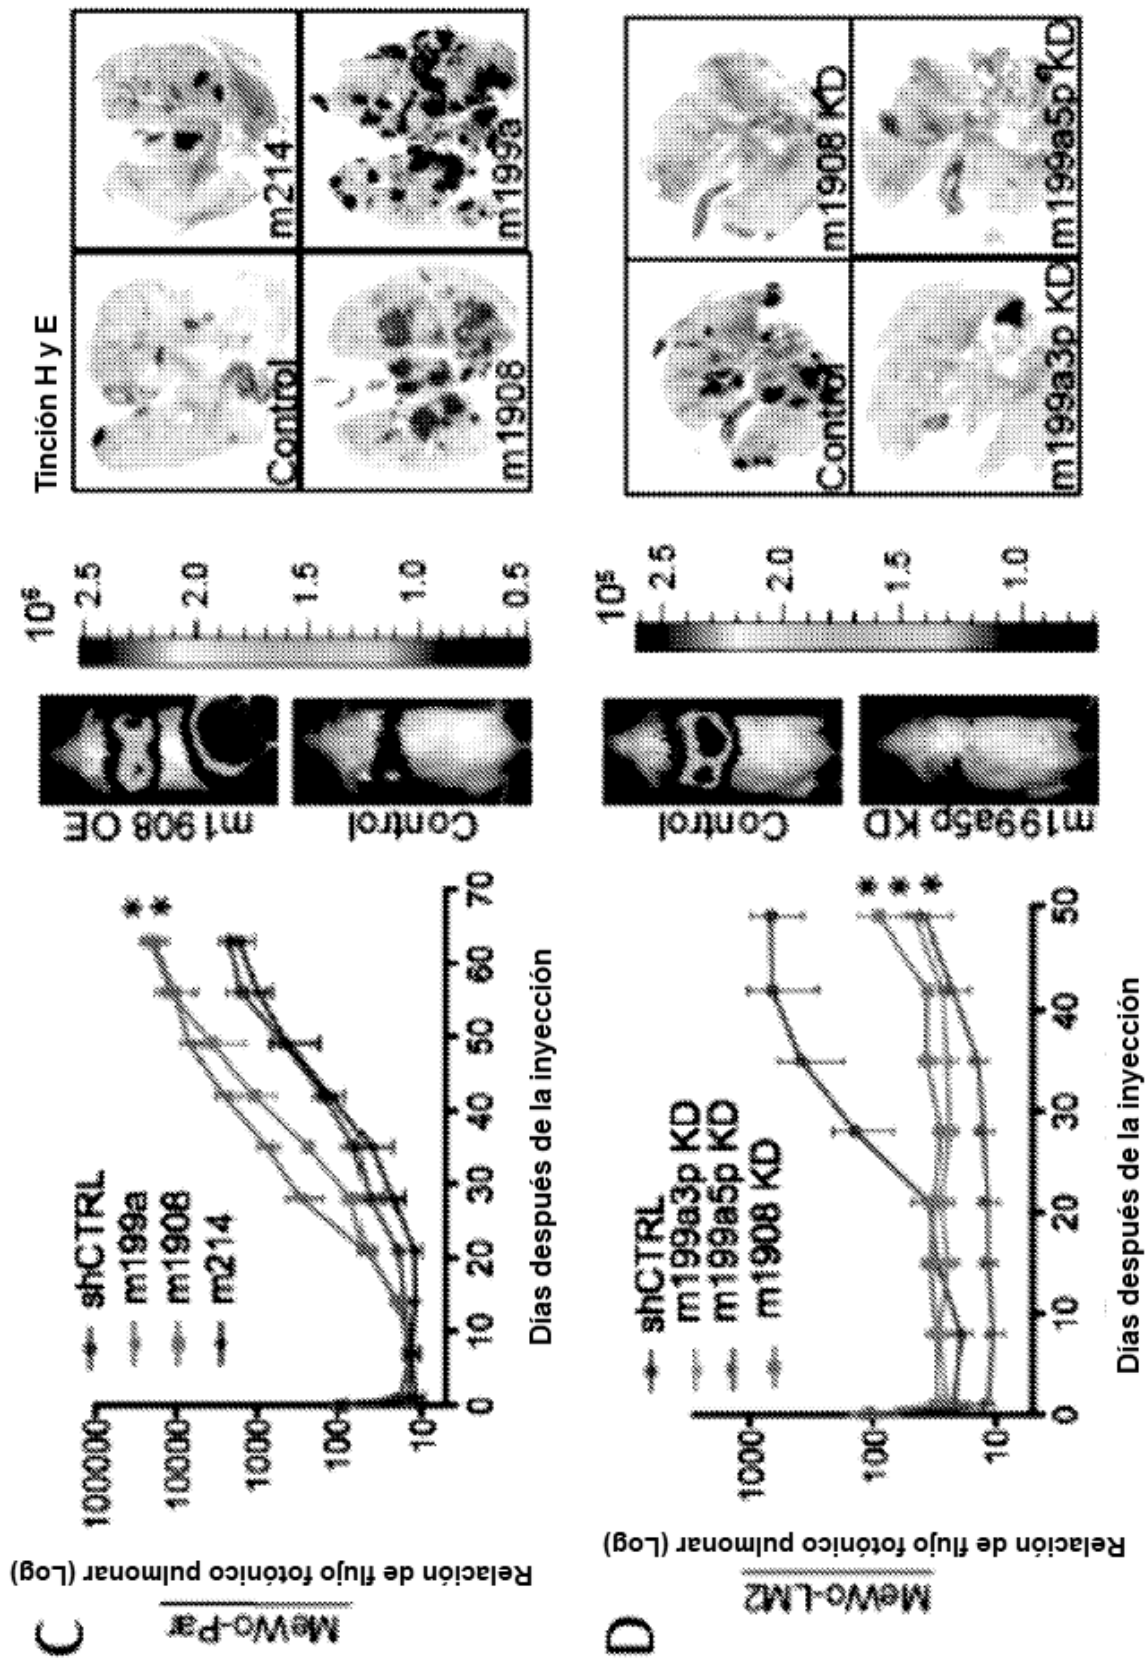 C
MeWo-Par
Relación de flujo fotónico pulmonar (Log)
100000
10000
1000
100
10
shCTRL
m199a
m1908
m214
**
0
10
20
30
40
50
60
70
Días después de la inyección
m1908 OE
Control
10⁵
2.5
2.0
1.5
1.0
0.5
Tinción H y E
Control
m214
m1908
m199a
D
MeWo-LM2
Relación de flujo fotónico pulmonar (Log)
1000
100
10
shCTRL
m199a3p KD
m199a5p KD
m1908 KD
***
0
10
20
30
40
50
Días después de la inyección
Control
m199a5p KD
10⁵
2.5
2.0
1.5
1.0
Control
m1908 KD
m199a3p KD
m199a5p KD